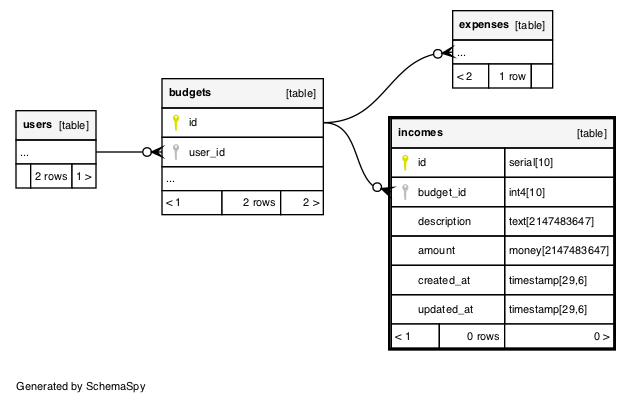 expenses [table]
...
< 2 1 row
budgets [table]
id
user_id
...
< 1 2 rows 2 >
users [table]
...
2 rows 1 >
incomes [table]
id serial[10]
budget_id int4[10]
description text[2147483647]
amount money[2147483647]
created_at timestamp[29,6]
updated_at timestamp[29,6]
< 1 0 rows 0 >
Generated by SchemaSpy